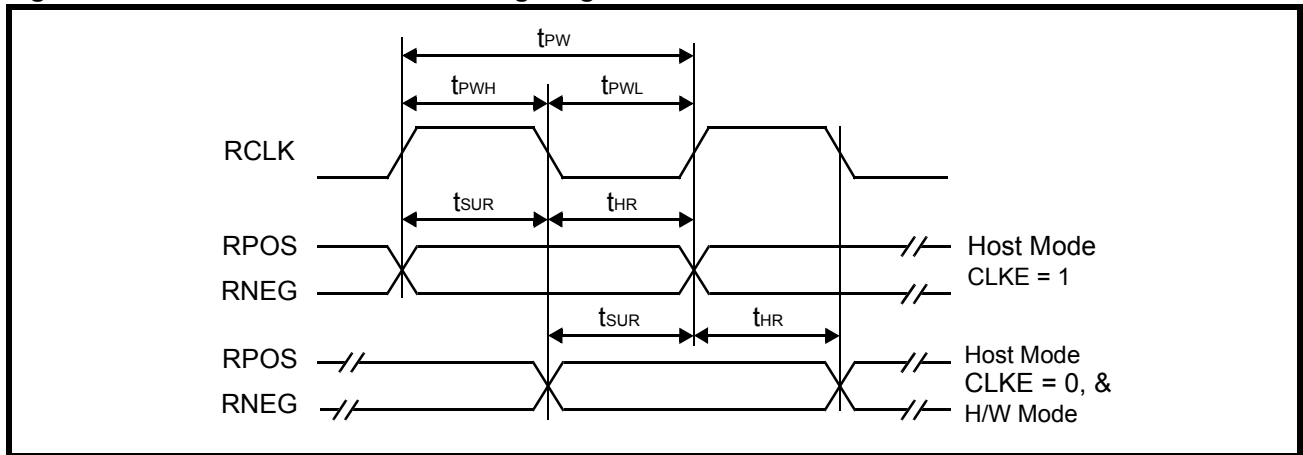 tPW
tPWH
tPWL
RCLK
tSUR
tHR
RPOS
RNEG
Host Mode
CLKE = 1
tSUR
tHR
RPOS
RNEG
Host Mode
CLKE = 0, &
H/W Mode